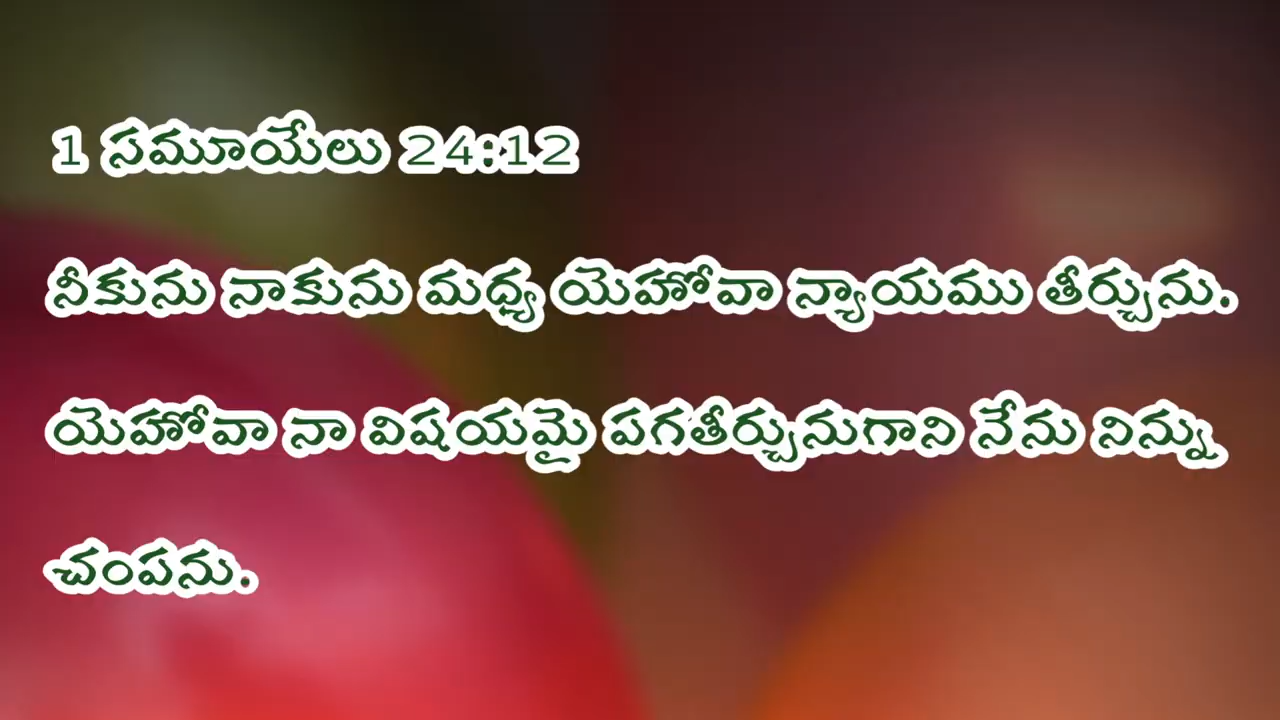 1 సమూయేలు 24:12
నీకును నాకును మధ్య యెహోవా న్యాయము తీర్చును.
యెహోవా నా విషయమై పగతీర్చునుగాని నేను నిన్ను
చంపను.